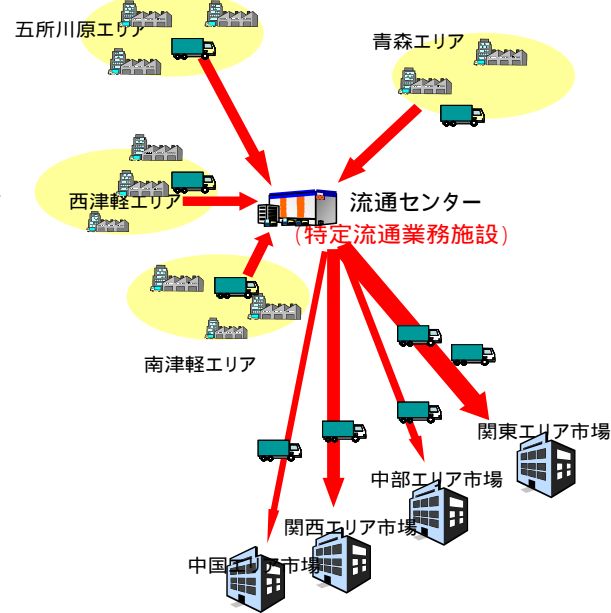 五所川原エリア
青森エリア
西津軽エリア
流通センター
（特定流通業務施設）
南津軽エリア
関東エリア市場
中部エリア市場
関西エリア市場
中国エリア市場